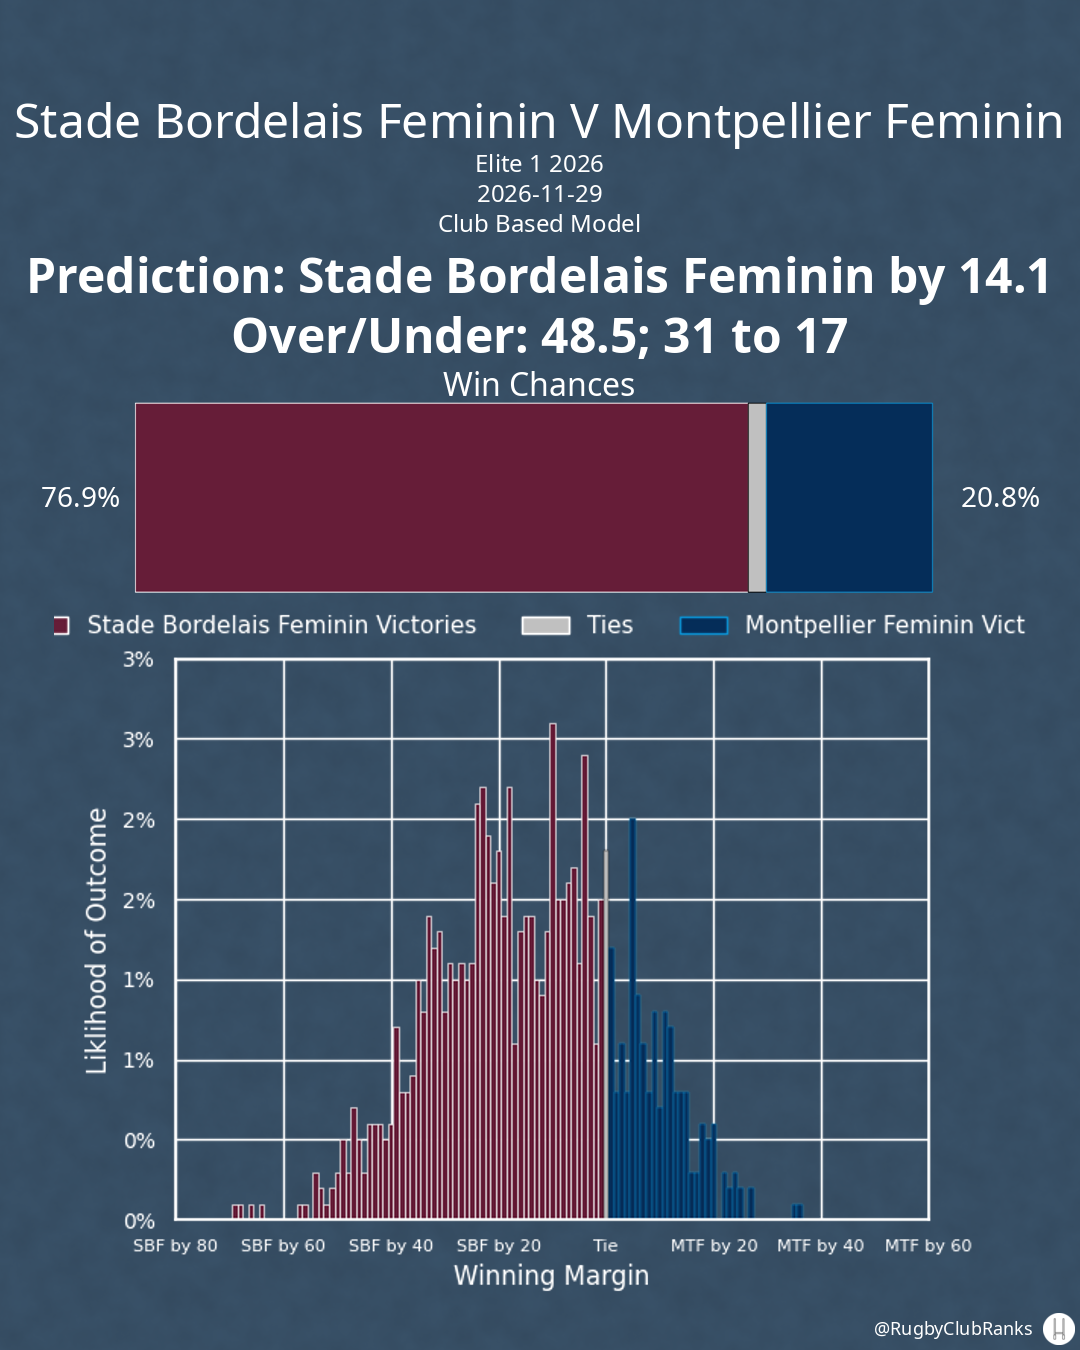 Stade Bordelais Feminin V Montpellier Feminin
Elite 1 2026
2026-11-29
Club Based Model
Prediction: Stade Bordelais Feminin by 14.1
Over/Under: 48.5; 31 to 17
Win Chances
76.9%
20.8%
Stade Bordelais Feminin Victories Ties Montpellier Feminin Vict
3%
3%
2%
2%
1%
1%
0%
0%
Liklihood of Outcome
SBF by 80 SBF by 60 SBF by 40 SBF by 20 Tie MTF by 20 MTF by 40 MTF by 60
Winning Margin
@RugbyClubRanks